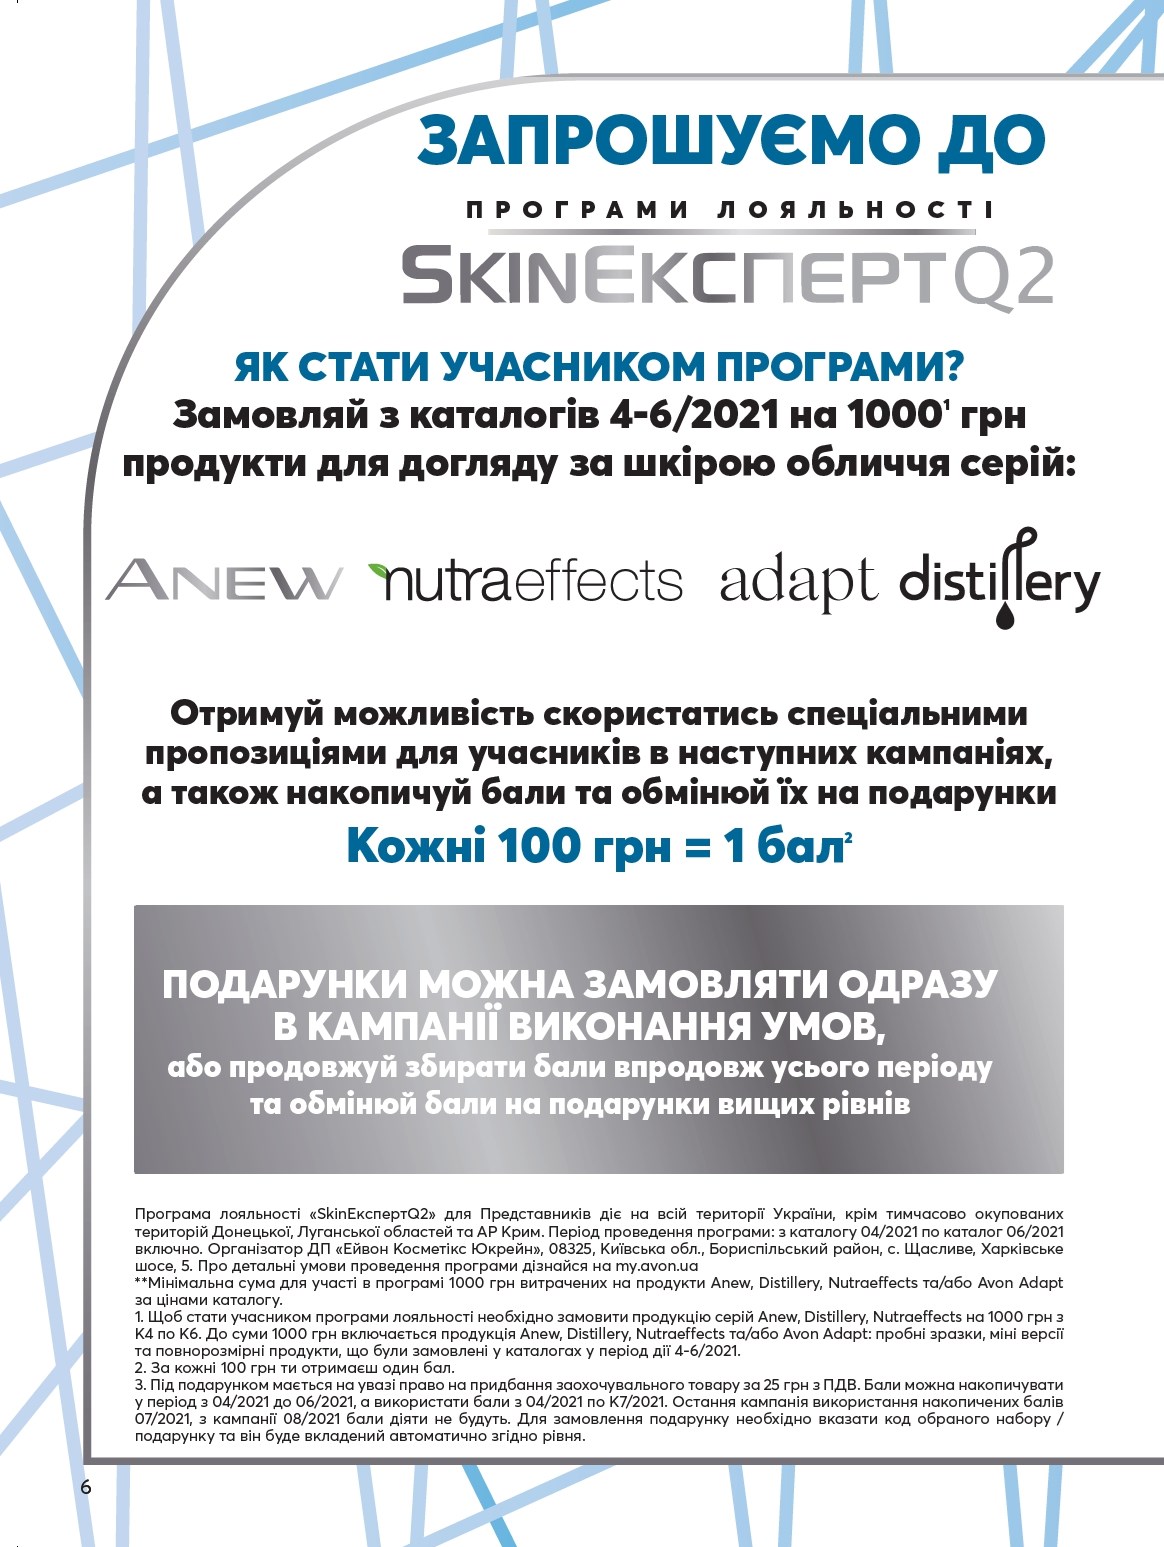 ЗАПРОШУЄМО ДО
ПРОГРАМИ ЛОЯЛЬНОСТІ
SKINЕКСПЕРТQ2
ЯК СТАТИ УЧАСНИКОМ ПРОГРАМИ?
Замовляй з каталогів 4-6/2021 на 1000¹ грн
продукти для догляду за шкірою обличчя серій:
ANEW nutraeffects adapt distillery
Отримуй можливість скористатись спеціальними
пропозиціями для учасників в наступних кампаніях,
а також накопичуй бали та обмінюй їх на подарунки
Кожні 100 грн = 1 бал²
ПОДАРУНКИ МОЖНА ЗАМОВЛЯТИ ОДРАЗУ
В КАМПАНІЇ ВИКОНАННЯ УМОВ,
або продовжуй збирати бали впродовж усього періоду
та обмінюй бали на подарунки вищих рівнів
Програма лояльності «SkinЕкспертQ2» для Представників діє на всій території України, крім тимчасово окупованих
територій Донецької, Луганської областей та АР Крим. Період проведення програми: з каталогу 04/2021 по каталог 06/2021
включно. Організатор ДП «Ейвон Косметікс Юкрейн», 08325, Київська обл., Бориспільський район, с. Щасливе, Харківське
шосе, 5. Про детальні умови проведення програми дізнайся на my.avon.ua
**Мінімальна сума для участі в програмі 1000 грн витрачених на продукти Anew, Distillery, Nutraeffects та/або Avon Adapt
за цінами каталогу.
1. Щоб стати учасником програми лояльності необхідно замовити продукцію серій Anew, Distillery, Nutraeffects на 1000 грн з
К4 по К6. До суми 1000 грн включається продукція Anew, Distillery, Nutraeffects та/або Avon Adapt: пробні зразки, міні версії
та повнорозмірні продукти, що були замовлені у каталогах у період дії 4-6/2021.
2. За кожні 100 грн ти отримаєш один бал.
3. Під подарунком мається на увазі право на придбання заохочувального товару за 25 грн з ПДВ. Бали можна накопичувати
у період з 04/2021 до 06/2021, а використати бали з 04/2021 по К7/2021. Остання кампанія використання накопичених балів
07/2021, з кампанії 08/2021 бали діяти не будуть. Для замовлення подарунку необхідно вказати код обраного набору /
подарунку та він буде вкладений автоматично згідно рівня.
6